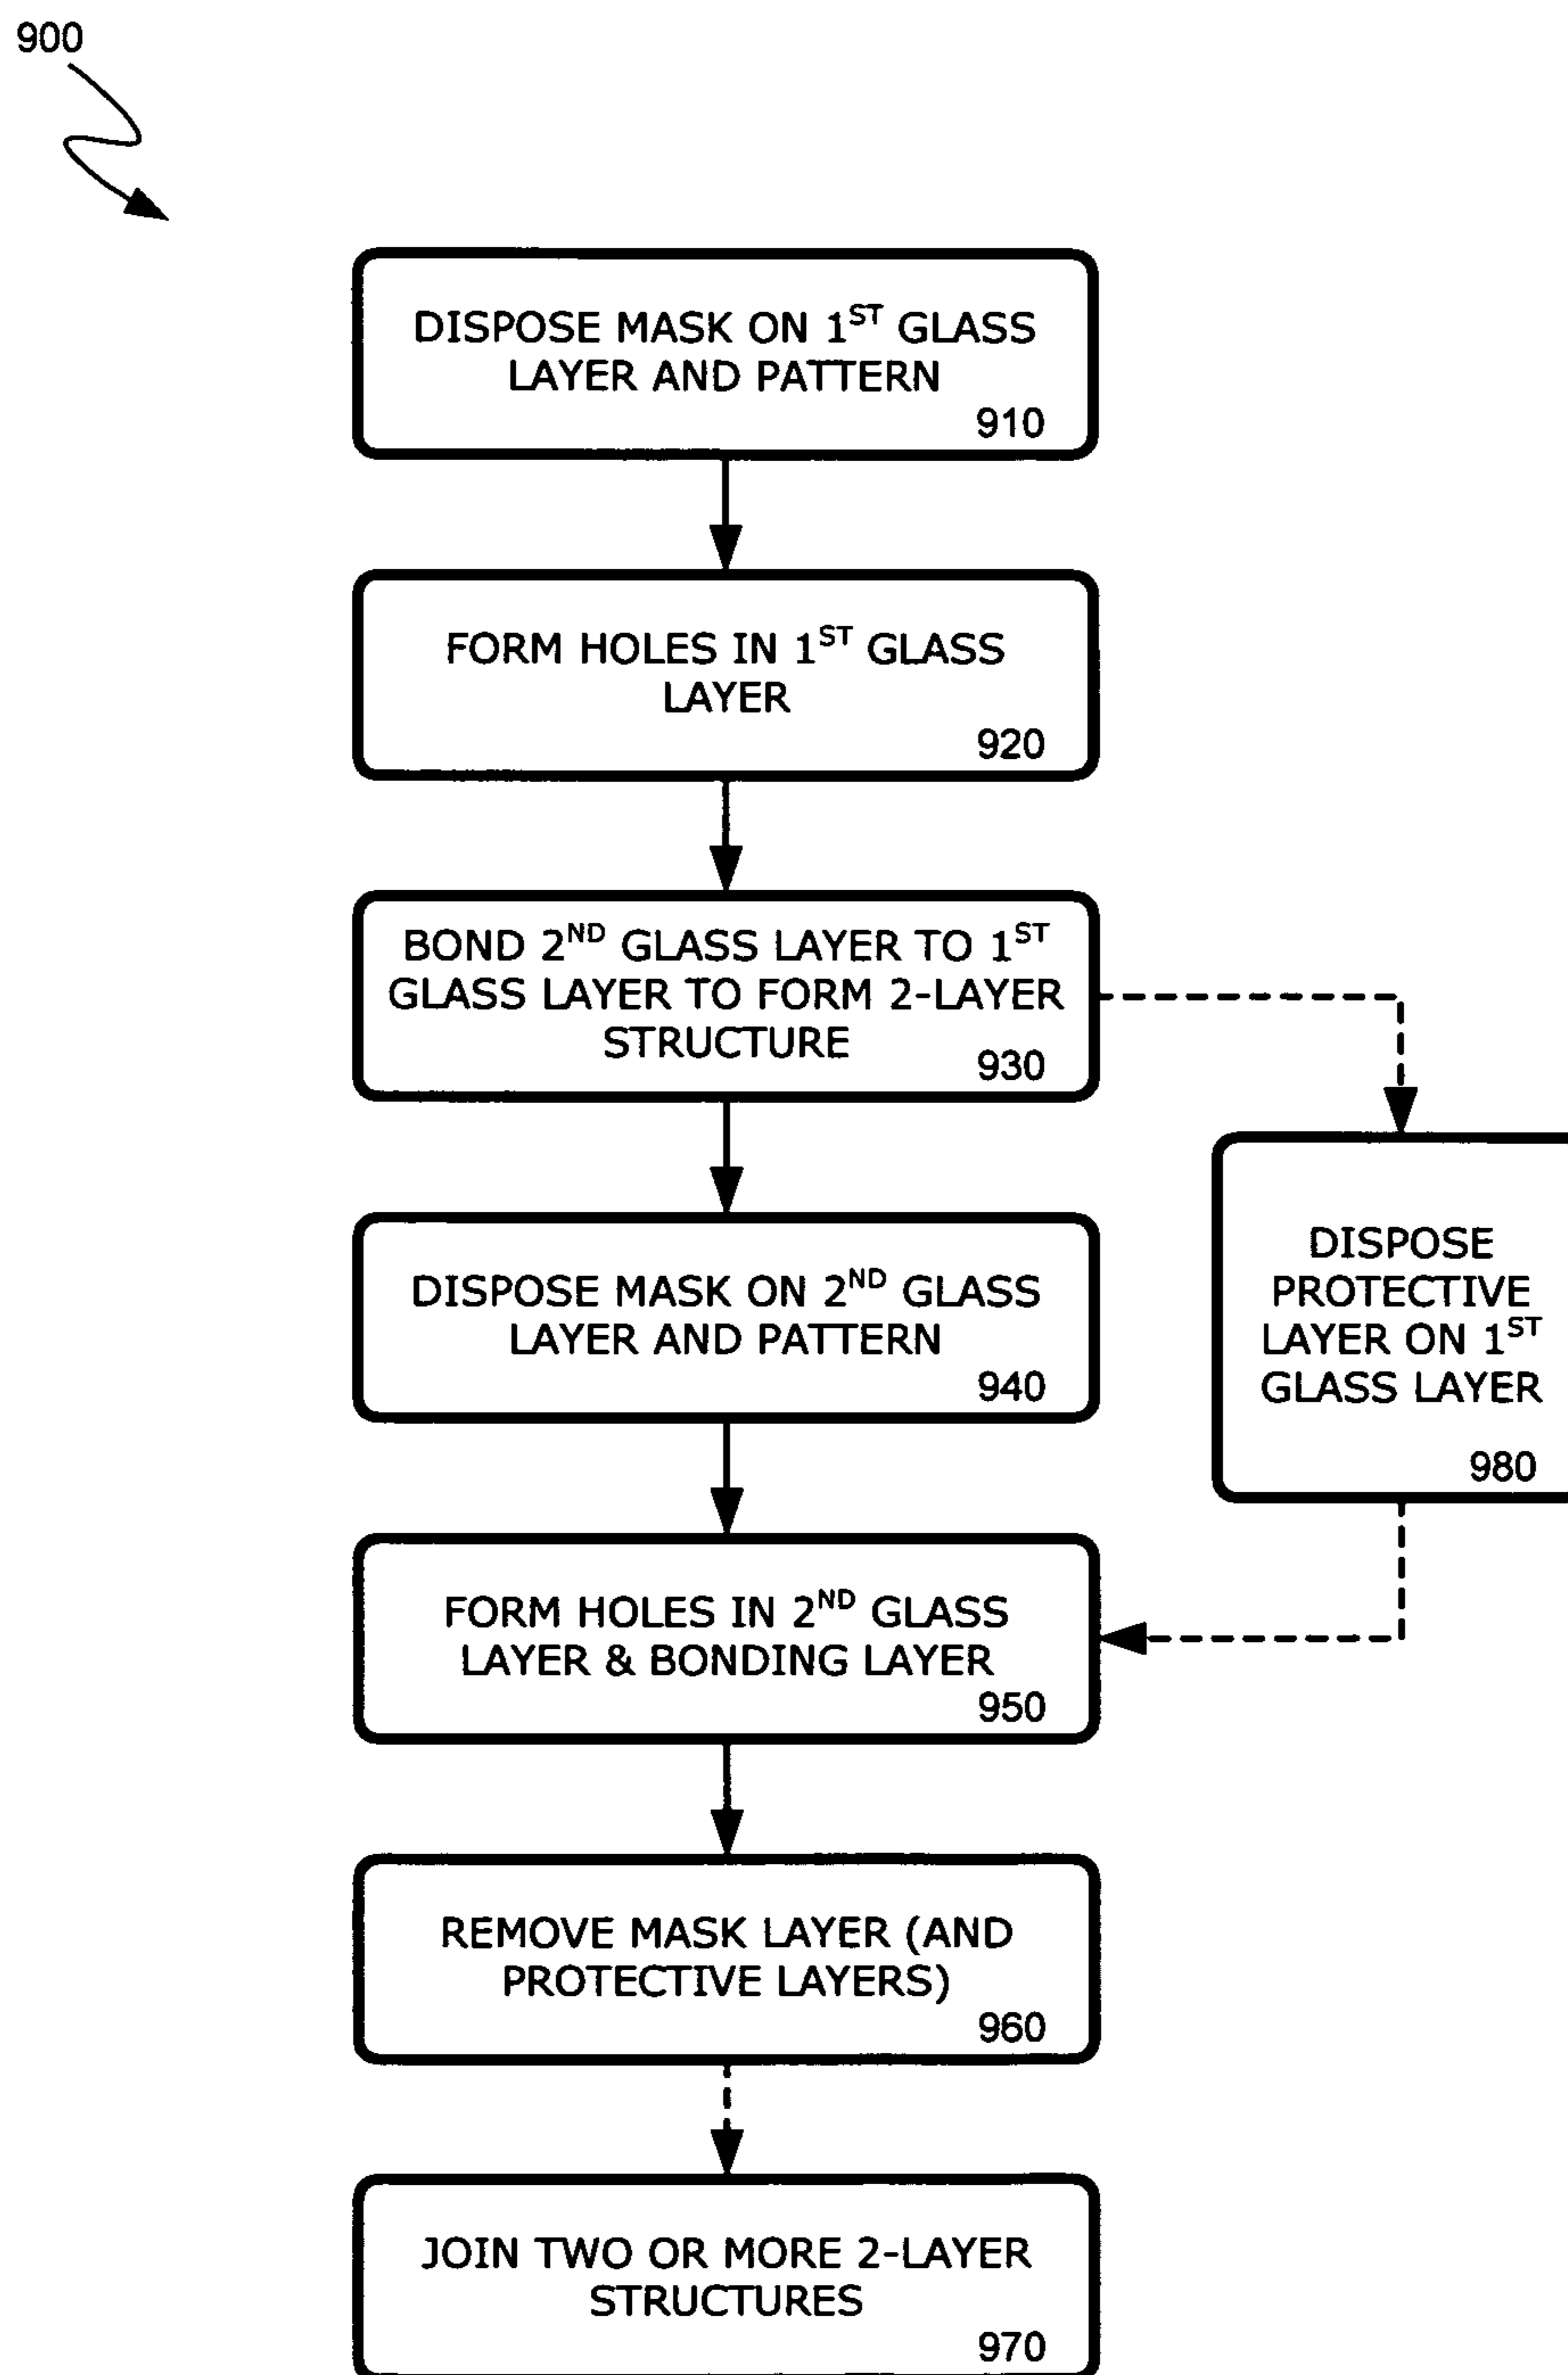 900
DISPOSE MASK ON 1ST GLASS
LAYER AND PATTERN
910
FORM HOLES IN 1ST GLASS
LAYER
920
BOND 2ND GLASS LAYER TO 1ST
GLASS LAYER TO FORM 2-LAYER
STRUCTURE
930
DISPOSE MASK ON 2ND GLASS
LAYER AND PATTERN
940
DISPOSE
PROTECTIVE
LAYER ON 1ST
GLASS LAYER
980
FORM HOLES IN 2ND GLASS
LAYER & BONDING LAYER
950
REMOVE MASK LAYER (AND
PROTECTIVE LAYERS)
960
JOIN TWO OR MORE 2-LAYER
STRUCTURES
970